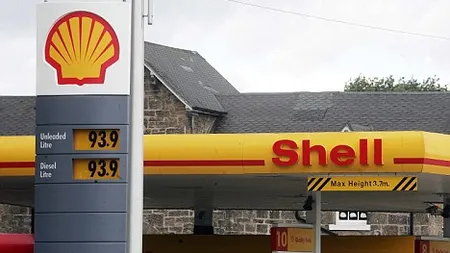 Unleaded
Litre
93.9
Diesel
Litre
93.9
Shell
Max Height 3.7m.
10